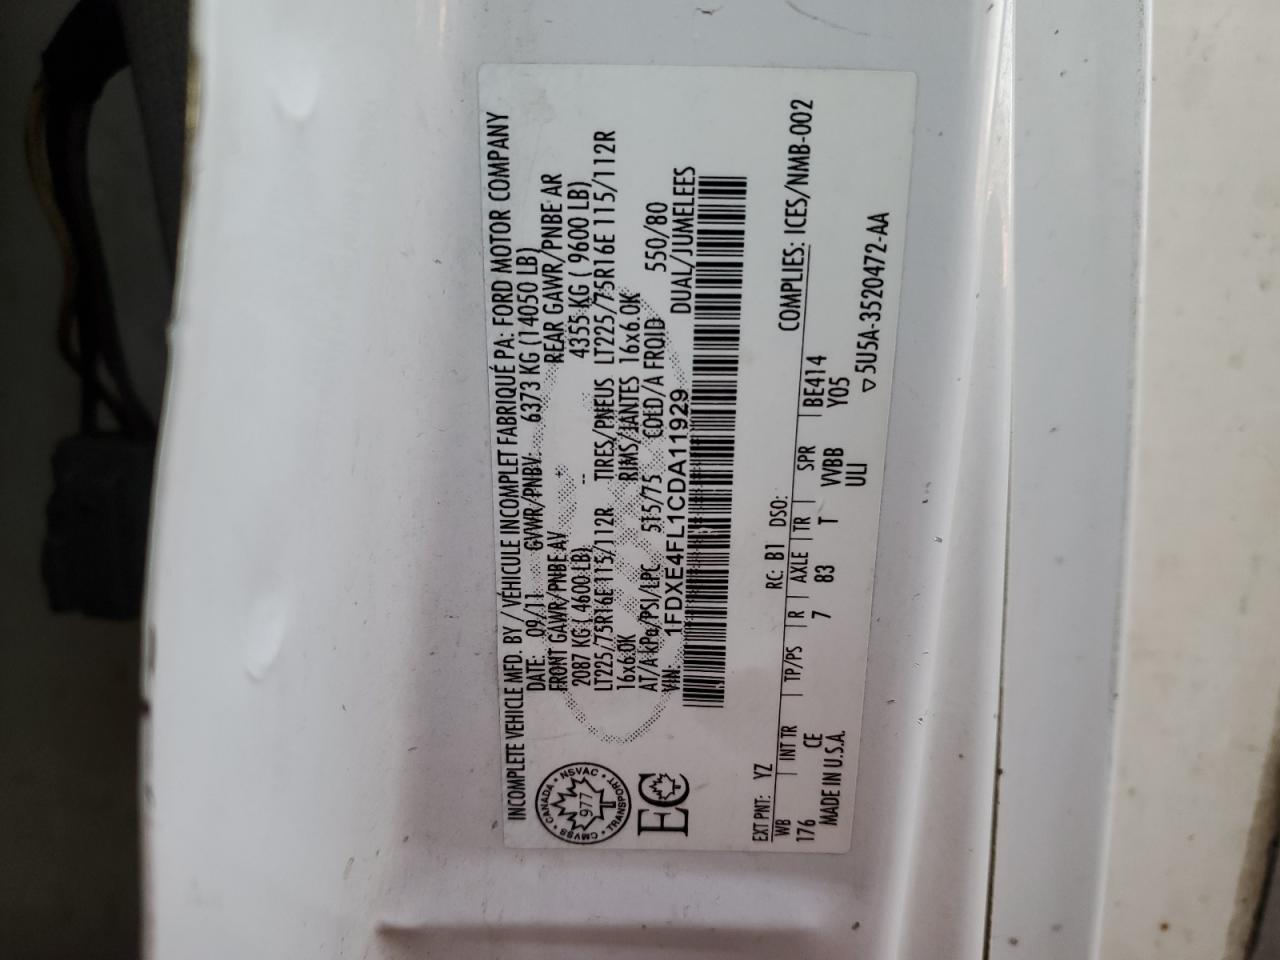 INCOMPLETE VEHICLE MFD. BY / VÉHICULE INCOMPLET FABRIQUÉ PA: FORD MOTOR COMPANY
DATE: 09/11 GVWR/PNBV: 6373 KG (14050 LB)
FRONT GAWR/PNBE AV REAR GAWR/PNBE AR
2087 KG ( 4600 LB) -- 4355 KG ( 9600 LB)
LT225/75R16E 115/112R TIRES/PNEUS LT225/75R16E 115/112R
16x6.0K RIMS/JANTES 16x6.0K
AT/A kPa/PSI/LPC 515/75 COLD/A FROID 550/80
VIN: 1FDXE4FL1CDA11929 DUAL/JUMELEES
CMVSS • CANADA • NSVAC • TRANSPORT
977
EC
EXT PNT: YZ RC: B1 DSO:
WB INT TR TP/PS R AXLE TR SPR BE414 COMPLIES: ICES/NMB-002
176 CE 7 83 T VVBB Y05
MADE IN U.S.A. ULI ▽5U5A-3520472-AA